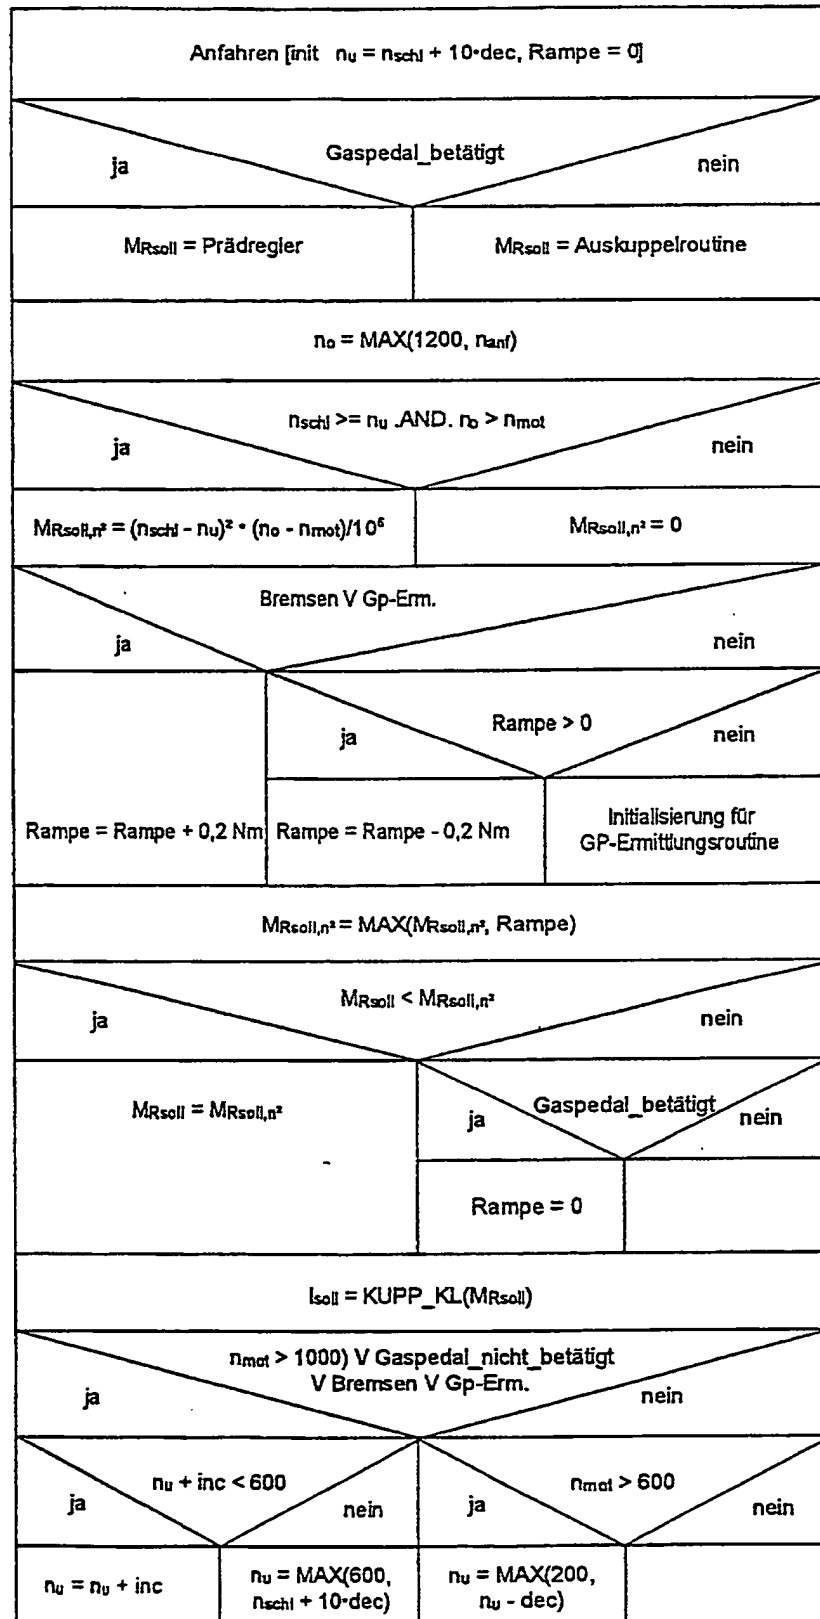 Anfahren [init nu = nschl + 10·dec, Rampe = 0]
Gaspedal_betätigt
ja
nein
MRsoll = Prädregler
MRsoll = Auskuppelroutine
no = MAX(1200, nanf)
nschl >= nu .AND. no > nmot
ja
nein
MRsoll,n² = (nschl - nu)² · (no - nmot)/10⁶
MRsoll,n² = 0
Bremsen V Gp-Erm.
ja
nein
Rampe > 0
ja
nein
Rampe = Rampe + 0,2 Nm
Rampe = Rampe - 0,2 Nm
Initialisierung für
GP-Ermittlungsroutine
MRsoll,n² = MAX(MRsoll,n², Rampe)
MRsoll < MRsoll,n²
ja
nein
MRsoll = MRsoll,n²
Gaspedal_betätigt
ja
nein
Rampe = 0
Isoll = KUPP_KL(MRsoll)
nmot > 1000) V Gaspedal_nicht_betätigt
V Bremsen V Gp-Erm.
ja
nein
nu + inc < 600
ja
nein
nmot > 600
ja
nein
nu = nu + inc
nu = MAX(600,
nschl + 10·dec)
nu = MAX(200,
nu - dec)